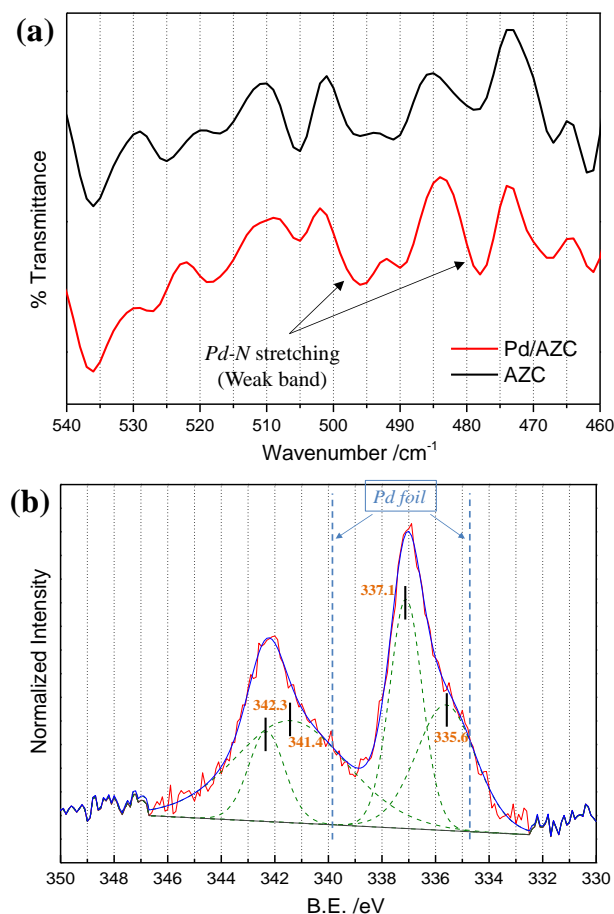 (a)
% Transmittance
Pd-N stretching
(Weak band)
Pd/AZC
AZC
540 530 520 510 500 490 480 470 460
Wavenumber /cm⁻¹
(b)
Pd foil
Normalized Intensity
337.1
342.3
341.4
335.6
350 348 346 344 342 340 338 336 334 332 330
B.E. /eV